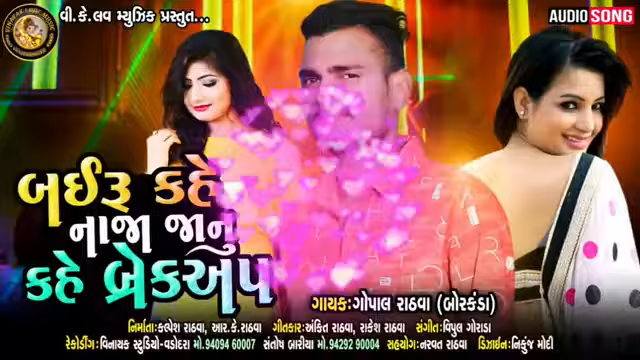 વી.કે.લવ મ્યુઝિક પ્રસ્તુત...
AUDIO SONG
બઈરૂ કહે
નાજા જાનુ
કહે બ્રેકઅપ
ગાયક:ગોપાલ રાઠવા (બોરકંડા)
નિર્માતા:કલ્પેશ રાઠવા, આર.કે.રાઠવા ગીતકાર:અંકિત રાઠવા, રાકેશ રાઠવા સંગીત:વિપુલ ગોરાડા
રેકોર્ડીંગ:વિનાયક સ્ટુડિયો-વડોદરા મો.94094 60007 સંતોષ બારીયા મો.94292 90004 સહયોગ:નરવત રાઠવા ડિઝાઈન:નિકુંજ મોદી